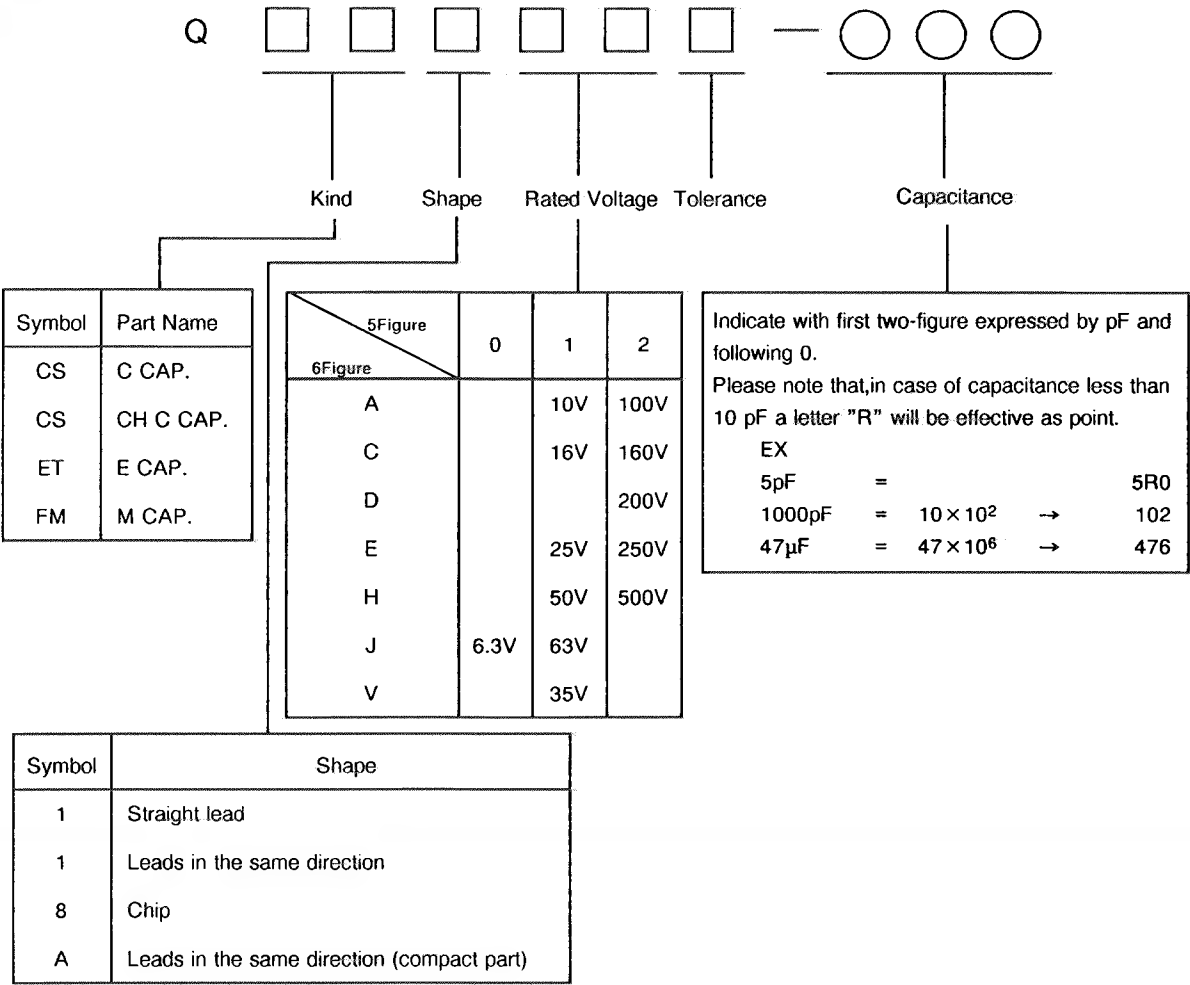 Q □ □ □ □ □ □ — ○ ○ ○
Kind Shape Rated Voltage Tolerance Capacitance
Symbol Part Name
CS C CAP.
CS CH C CAP.
ET E CAP.
FM M CAP.
5Figure
6Figure
0 1 2
A 10V 100V
C 16V 160V
D 200V
E 25V 250V
H 50V 500V
J 6.3V 63V
V 35V
Indicate with first two-figure expressed by pF and
following 0.
Please note that,in case of capacitance less than
10 pF a letter "R" will be effective as point.
EX
5pF = 5R0
1000pF = 10×10² → 102
47µF = 47×10⁶ → 476
Symbol Shape
1 Straight lead
1 Leads in the same direction
8 Chip
A Leads in the same direction (compact part)